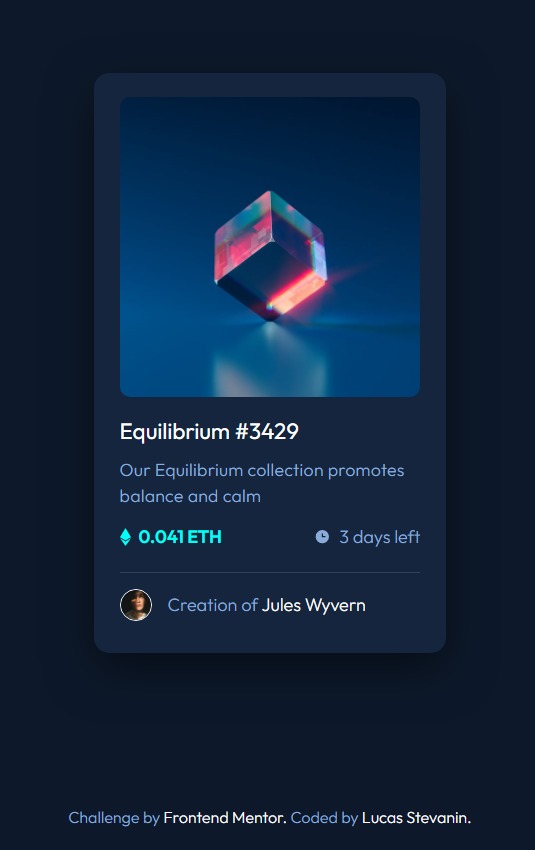 Equilibrium #3429
Our Equilibrium collection promotes
balance and calm
0.041 ETH
3 days left
Creation of Jules Wyvern
Challenge by Frontend Mentor. Coded by Lucas Stevanin.